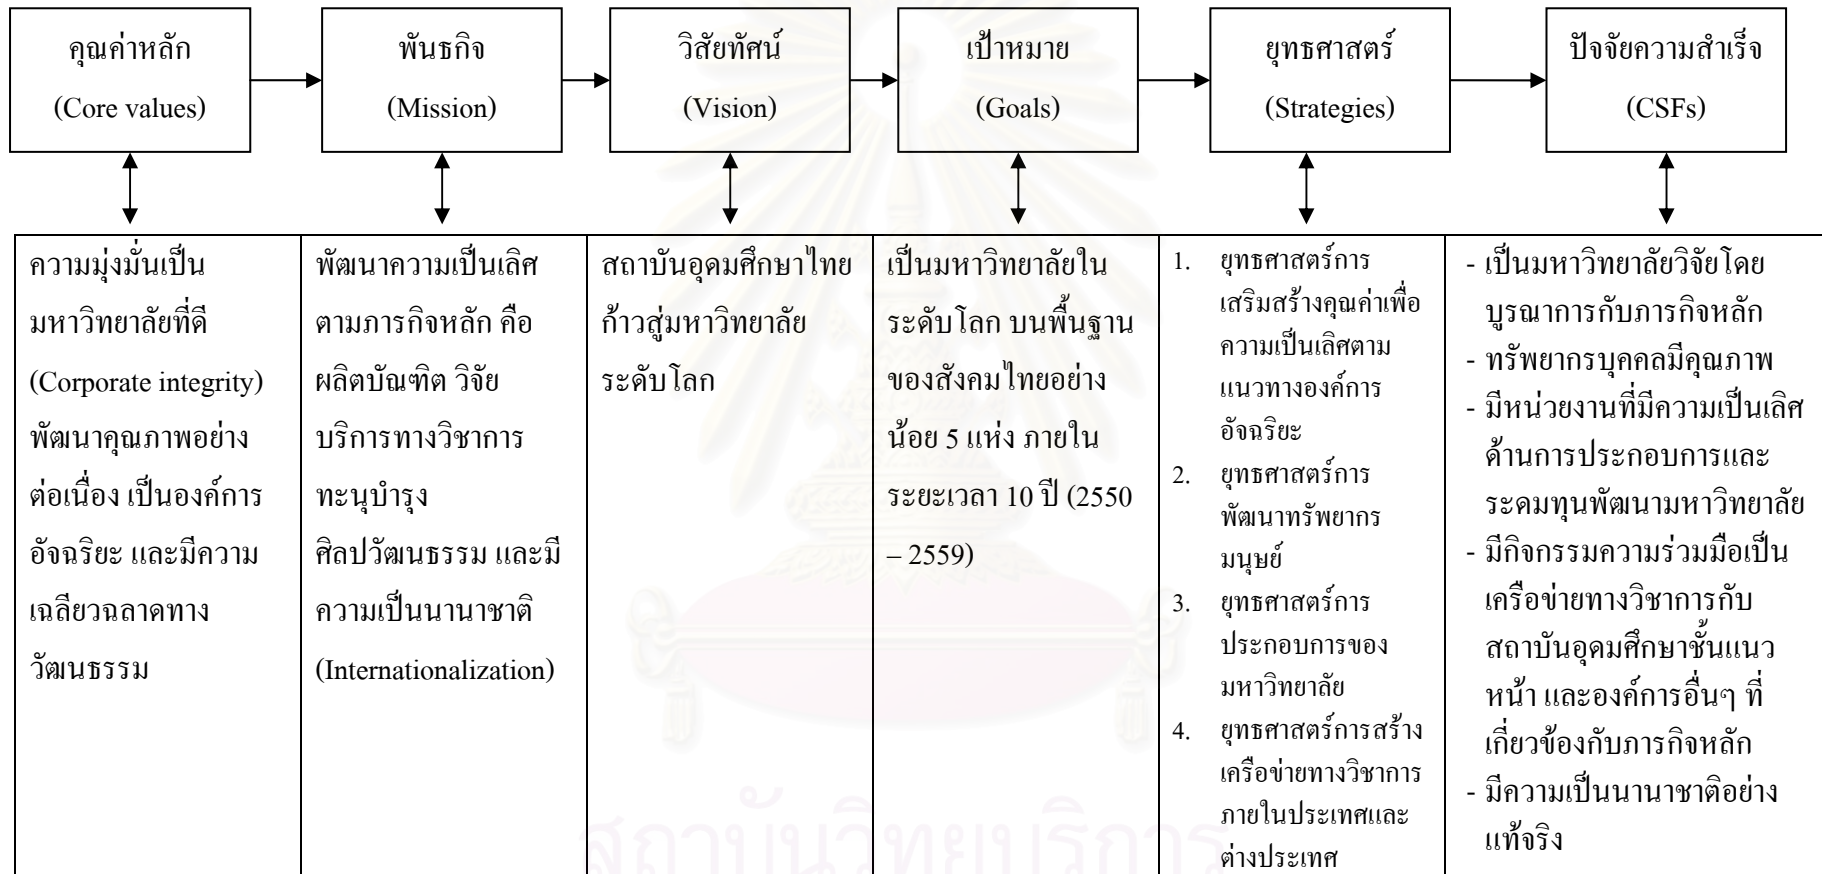 คุณค่าหลัก
(Core values)
พันธกิจ
(Mission)
วิสัยทัศน์
(Vision)
เป้าหมาย
(Goals)
ยุทธศาสตร์
(Strategies)
ปัจจัยความสำเร็จ
(CSFs)
ความมุ่งมั่นเป็น
มหาวิทยาลัยที่ดี
(Corporate integrity)
พัฒนาคุณภาพอย่าง
ต่อเนื่อง เป็นองค์การ
อัจฉริยะ และมีความ
เฉลียวฉลาดทาง
วัฒนธรรม
พัฒนาความเป็นเลิศ
ตามภารกิจหลัก คือ
ผลิตบัณฑิต วิจัย
บริการทางวิชาการ
ทะนุบำรุง
ศิลปวัฒนธรรม และมี
ความเป็นนานาชาติ
(Internationalization)
สถาบันอุดมศึกษาไทย
ก้าวสู่มหาวิทยาลัย
ระดับโลก
เป็นมหาวิทยาลัยใน
ระดับโลก บนพื้นฐาน
ของสังคมไทยอย่าง
น้อย 5 แห่ง ภายใน
ระยะเวลา 10 ปี (2550
– 2559)
1. ยุทธศาสตร์การ
เสริมสร้างคุณค่าเพื่อ
ความเป็นเลิศตาม
แนวทางองค์การ
อัจฉริยะ
2. ยุทธศาสตร์การ
พัฒนาทรัพยากร
มนุษย์
3. ยุทธศาสตร์การ
ประกอบการของ
มหาวิทยาลัย
4. ยุทธศาสตร์การสร้าง
เครือข่ายทางวิชาการ
ภายในประเทศและ
ต่างประเทศ
- เป็นมหาวิทยาลัยวิจัยโดย
บูรณาการกับภารกิจหลัก
- ทรัพยากรบุคคลมีคุณภาพ
- มีหน่วยงานที่มีความเป็นเลิศ
ด้านการประกอบการและ
ระดมทุนพัฒนามหาวิทยาลัย
- มีกิจกรรมความร่วมมือเป็น
เครือข่ายทางวิชาการกับ
สถาบันอุดมศึกษาชั้นแนว
หน้า และองค์การอื่นๆ ที่
เกี่ยวข้องกับภารกิจหลัก
- มีความเป็นนานาชาติอย่าง
แท้จริง
สถาบันวิทยบริการ